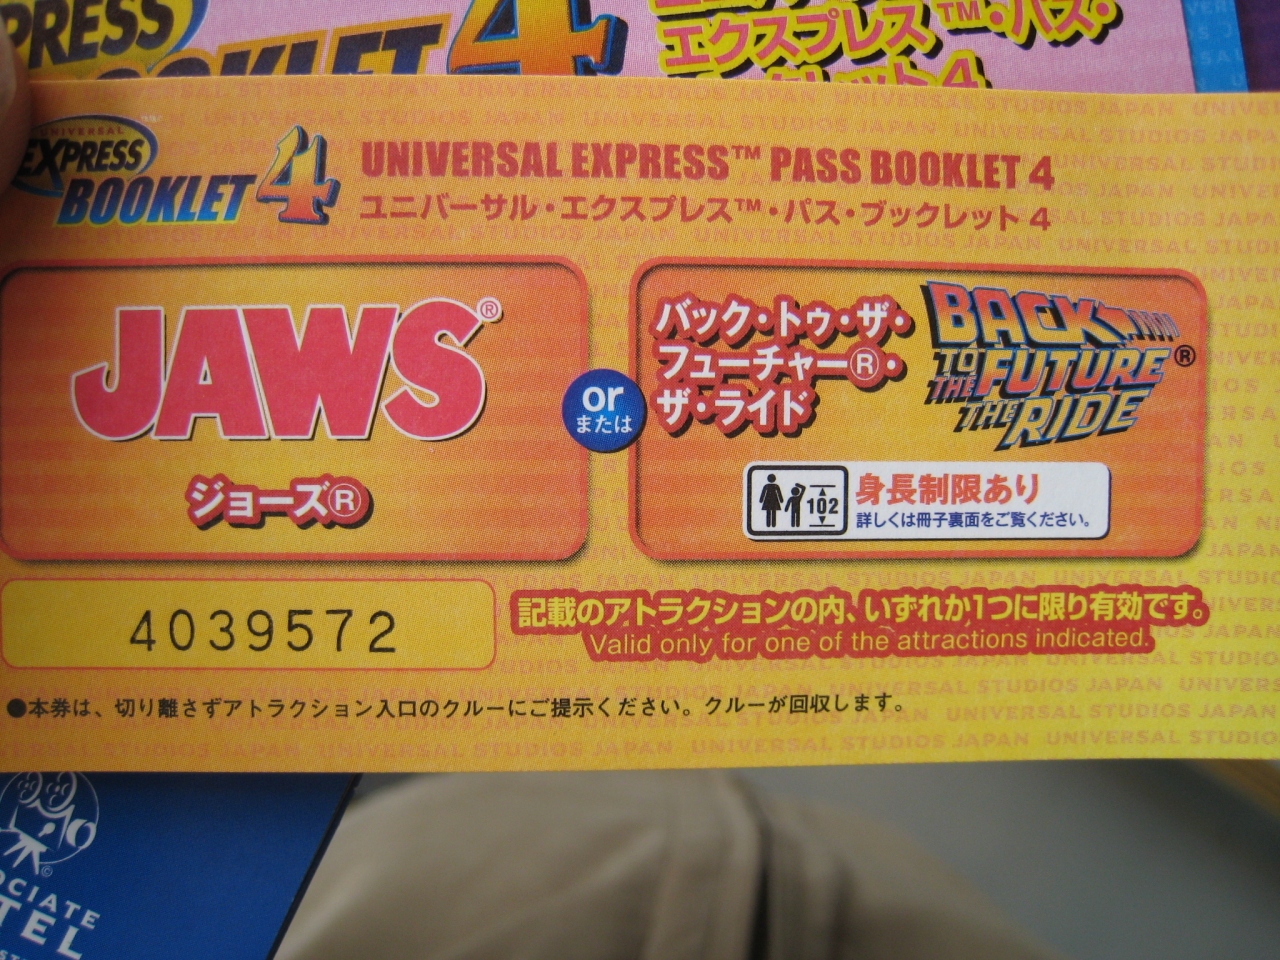 PRESS
BOOKLET 4
エクスプレス™・パス・
UNIVERSAL
EXPRESS
BOOKLET 4
UNIVERSAL EXPRESS™ PASS BOOKLET 4
ユニバーサル・エクスプレス™・パス・ブックレット4
JAWS®
ジョーズ®
or
または
バック・トゥ・ザ・
フューチャー®・
ザ・ライド
BACK
TO
THE FUTURE®
THE RIDE
102
身長制限あり
詳しくは冊子裏面をご覧ください。
4039572
記載のアトラクションの内、いずれか1つに限り有効です。
Valid only for one of the attractions indicated.
●本券は、切り離さずアトラクション入口のクルーにご提示ください。クルーが回収します。
UNIVERSAL STUDIOS JAPAN
OCIATE
TEL